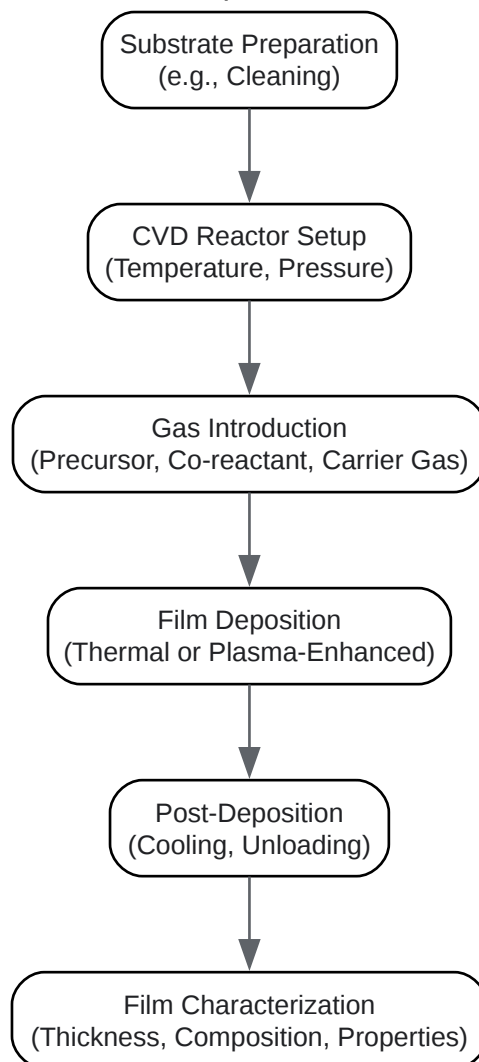 Substrate Preparation
(e.g., Cleaning)
CVD Reactor Setup
(Temperature, Pressure)
Gas Introduction
(Precursor, Co-reactant, Carrier Gas)
Film Deposition
(Thermal or Plasma-Enhanced)
Post-Deposition
(Cooling, Unloading)
Film Characterization
(Thickness, Composition, Properties)